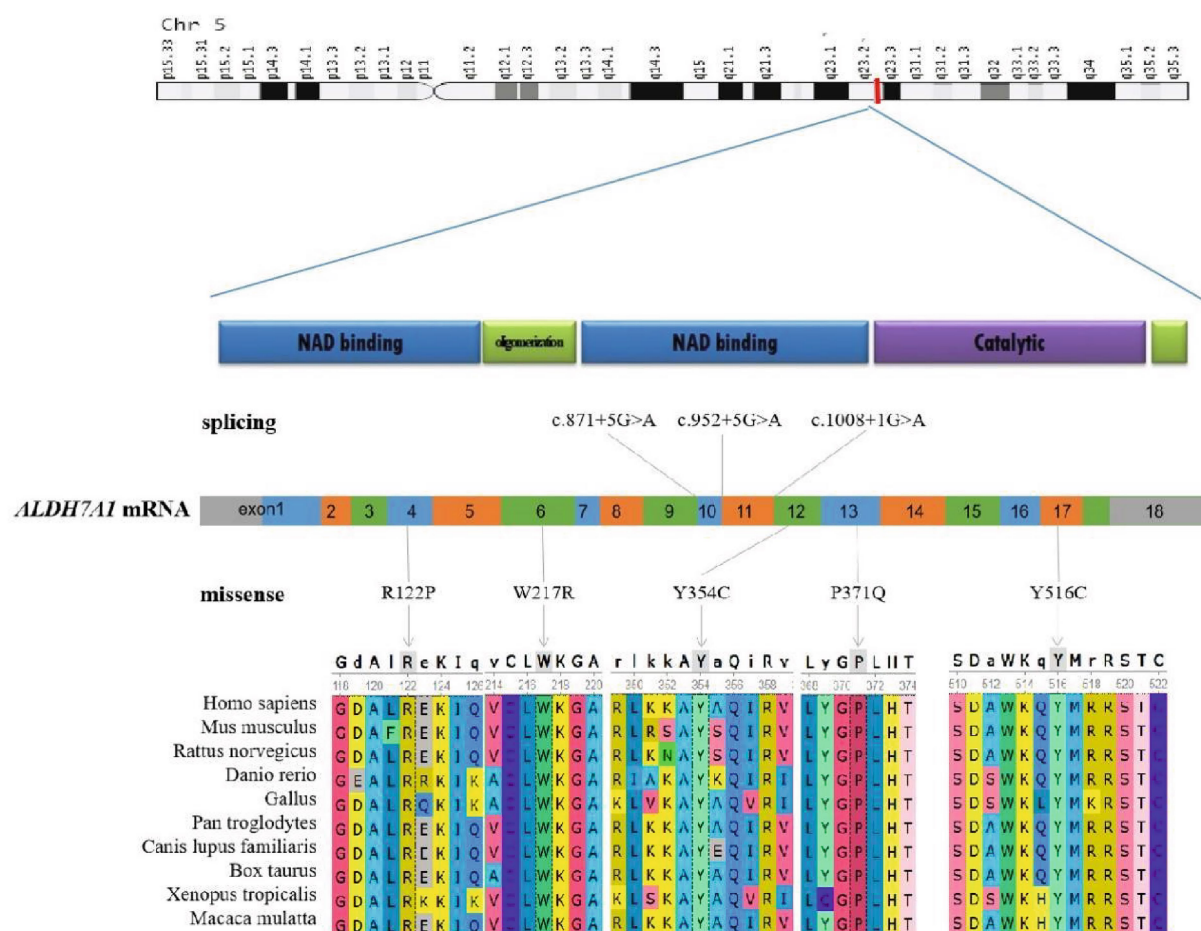 Chr 5
p15.33 p15.31 p15.2 p15.1 p14.3 p14.1 p13.3 p13.2 p13.1 p12 p11 q11.2 q12.1 q12.3 q13.2 q14.1 q14.3 q15 q21.1 q21.3 q23.1 q23.2 q23.3 q31.1 q31.2 q31.3 q32 q33.1 q33.2 q33.3 q34 q35.1 q35.2 q35.3
NAD binding oligomerization NAD binding Catalytic
splicing c.871+5G>A c.952+5G>A c.1008+1G>A
ALDH7A1 mRNA exon1 2 3 4 5 6 7 8 9 10 11 12 13 14 15 16 17 18
missense R122P W217R Y354C P371Q Y516C
G d A l R e K I q v C L W K G A r l k k A Y a Q i R v L y G P L H T S D a W K q Y M r R S T C
118 120 122 124 126 214 216 218 220 350 352 354 356 358 368 370 372 374 510 512 514 516 518 520 522
Homo sapiens G D A L R E K I Q V C L W K G A R L K K A Y A Q I R V L Y G P L H T S D A W K Q Y M R R S T C
Mus musculus G D A F R E K I Q V C L W K G A R L R S A Y S Q I R V L Y G P L H T S D A W K Q Y M R R S T C
Rattus norvegicus G D A L R E K I Q V C L W K G A R L K N A Y S Q I R V L Y G P L H T S D A W K Q Y M R R S T C
Danio rerio G E A L R R K I K A C L W K G A R I A K A Y K Q I R I L Y G P L H T S D S W K Q Y M R R S T C
Gallus G D A L R Q K I K A C L W K G A K L V K A Y A Q V R I L Y G P L H T S D S W K L Y M K R S T C
Pan troglodytes G D A L R E K I Q V C L W K G A R L K K A Y A Q I R V L Y G P L H T S D A W K Q Y M R R S T C
Canis lupus familiaris G D A L R E K I Q V C L W K G A R L K K A Y E Q I R V L Y G P L H T S D A W K Q Y M R R S T C
Box taurus G D A L R E K I Q A C L W K G A R L K K A Y A Q I R V L Y G P L H T S D A W K Q Y M R R S T C
Xenopus tropicalis G D A L R K K I K V C L W K G A K L S K A Y A Q V R I L C G P L H T S D S W K H Y M R R S T C
Macaca mulatta G D A L R E K I Q V C L W K G A R L K K A Y A Q I R V L Y G P L H T S D A W K H Y M R R S T C